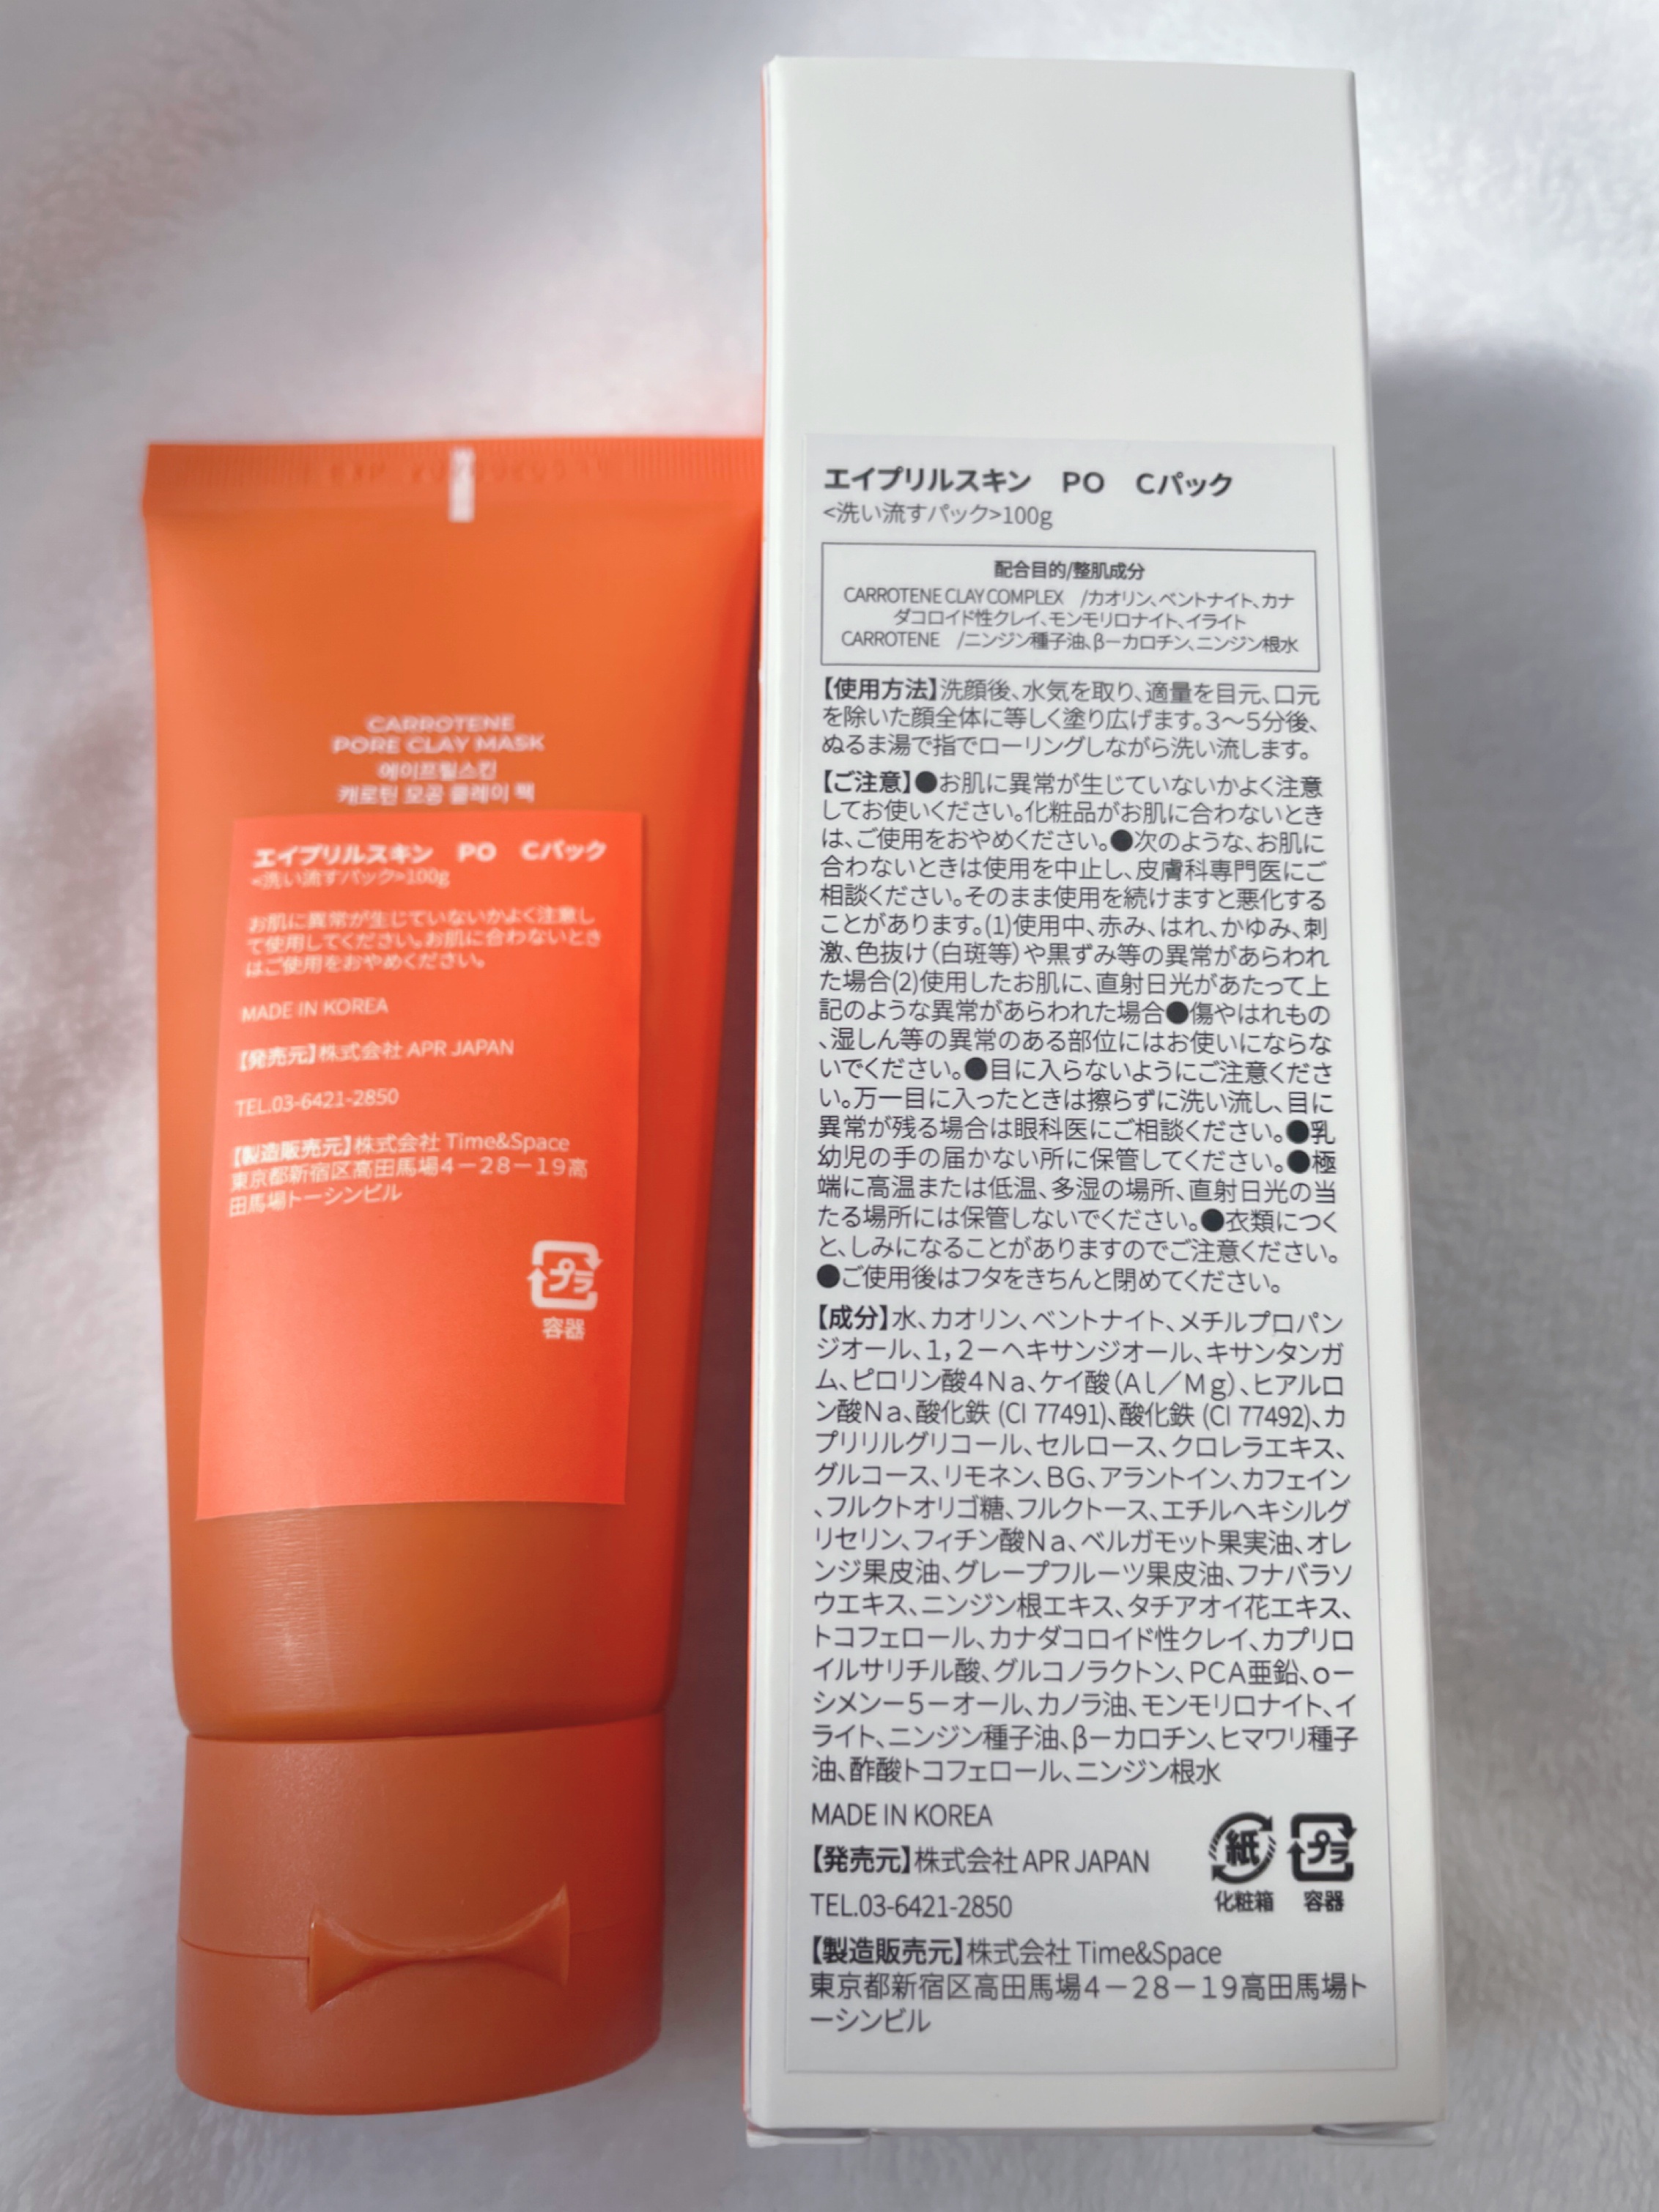 CARROTENE
PORE CLAY MASK
에이프릴스킨
캐로틴 모공 클레이 팩
エイプリルスキン PO Cパック
<洗い流すパック>100g
お肌に異常が生じていないかよく注意し
て使用してください。お肌に合わないとき
はご使用をおやめください。
MADE IN KOREA
【発売元】株式会社 APR JAPAN
TEL.03-6421-2850
【製造販売元】株式会社 Time&Space
東京都新宿区高田馬場4－28－19高
田馬場トーシンビル
プラ
容器
エイプリルスキン PO Cパック
<洗い流すパック>100g
配合目的/整肌成分
CARROTENE CLAY COMPLEX /カオリン、ベントナイト、カナ
ダコロイド性クレイ、モンモリロナイト、イライト
CARROTENE /ニンジン種子油、β－カロチン、ニンジン根水
【使用方法】洗顔後、水気を取り、適量を目元、口元
を除いた顔全体に等しく塗り広げます。3～5分後、
ぬるま湯で指でローリングしながら洗い流します。
【ご注意】●お肌に異常が生じていないかよく注意
してお使いください。化粧品がお肌に合わないとき
は、ご使用をおやめください。●次のような、お肌に
合わないときは使用を中止し、皮膚科専門医にご
相談ください。そのまま使用を続けますと悪化する
ことがあります。(1)使用中、赤み、はれ、かゆみ、刺
激、色抜け（白斑等）や黒ずみ等の異常があらわれ
た場合(2)使用したお肌に、直射日光があたって上
記のような異常があらわれた場合●傷やはれもの
、湿しん等の異常のある部位にはお使いにならな
いでください。●目に入らないようにご注意くださ
い。万一目に入ったときは擦らずに洗い流し、目に
異常が残る場合は眼科医にご相談ください。●乳
幼児の手の届かない所に保管してください。●極
端に高温または低温、多湿の場所、直射日光の当
たる場所には保管しないでください。●衣類につく
と、しみになることがありますのでご注意ください。
●ご使用後はフタをきちんと閉めてください。
【成分】水、カオリン、ベントナイト、メチルプロパン
ジオール、1，2－ヘキサンジオール、キサンタンガ
ム、ピロリン酸4Na、ケイ酸（Al／Mg）、ヒアルロ
ン酸Na、酸化鉄 (CI 77491)、酸化鉄 (CI 77492)、カ
プリリルグリコール、セルロース、クロレラエキス、
グルコース、リモネン、BG、アラントイン、カフェイン
、フルクトオリゴ糖、フルクトース、エチルヘキシルグ
リセリン、フィチン酸Na、ベルガモット果実油、オレ
ンジ果皮油、グレープフルーツ果皮油、フナバラソ
ウエキス、ニンジン根エキス、タチアオイ花エキス、
トコフェロール、カナダコロイド性クレイ、カプリロ
イルサリチル酸、グルコノラクトン、PCA亜鉛、o－
シメン－5－オール、カノラ油、モンモリロナイト、イ
ライト、ニンジン種子油、β－カロチン、ヒマワリ種子
油、酢酸トコフェロール、ニンジン根水
MADE IN KOREA
【発売元】株式会社 APR JAPAN
TEL.03-6421-2850
紙 プラ
化粧箱 容器
【製造販売元】株式会社 Time&Space
東京都新宿区高田馬場4－28－19高田馬場ト
ーシンビル